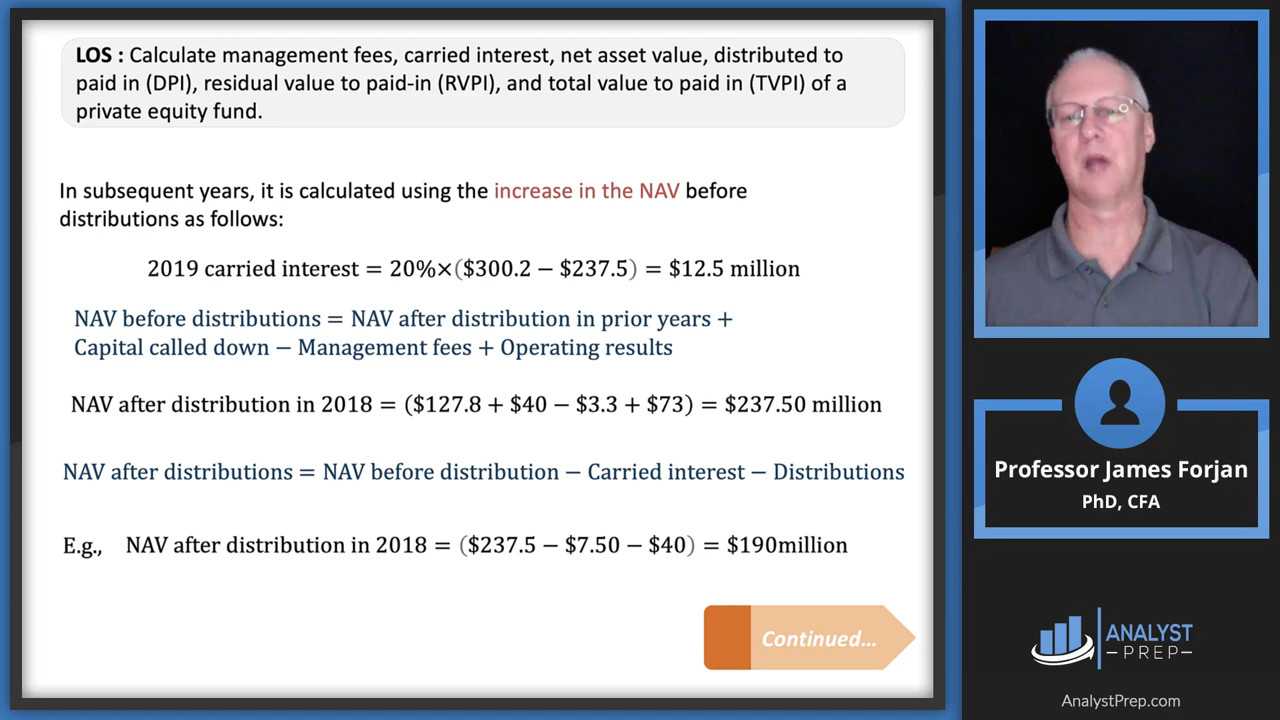 LOS : Calculate management fees, carried interest, net asset value, distributed to
paid in (DPI), residual value to paid-in (RVPI), and total value to paid in (TVPI) of a
private equity fund.
In subsequent years, it is calculated using the increase in the NAV before
distributions as follows:
2019 carried interest = 20%×($300.2 − $237.5) = $12.5 million
NAV before distributions = NAV after distribution in prior years +
Capital called down − Management fees + Operating results
NAV after distribution in 2018 = ($127.8 + $40 − $3.3 + $73) = $237.50 million
NAV after distributions = NAV before distribution − Carried interest − Distributions
E.g., NAV after distribution in 2018 = ($237.5 − $7.50 − $40) = $190million
Continued...
Professor James Forjan
PhD, CFA
ANALYST
–PREP–
AnalystPrep.com